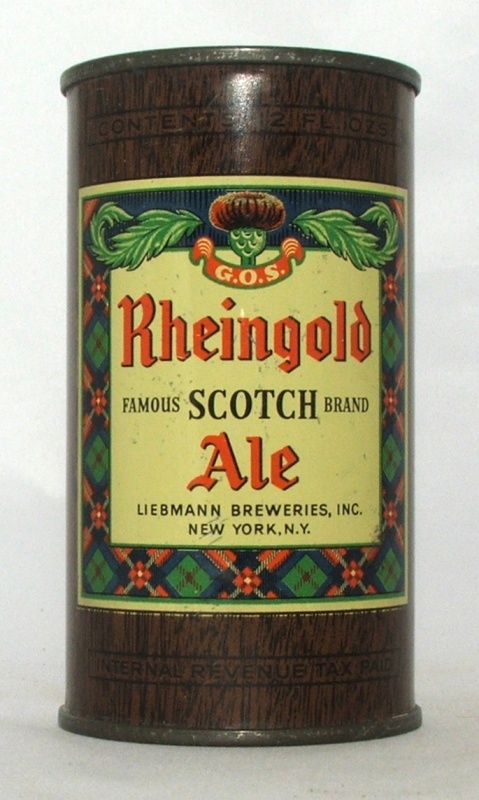 CONTENTS 12 FL. OZS.
G.O.S.
Rheingold
FAMOUS SCOTCH BRAND
Ale
LIEBMANN BREWERIES, INC.
NEW YORK, N.Y.
INTERNAL REVENUE TAX PAID